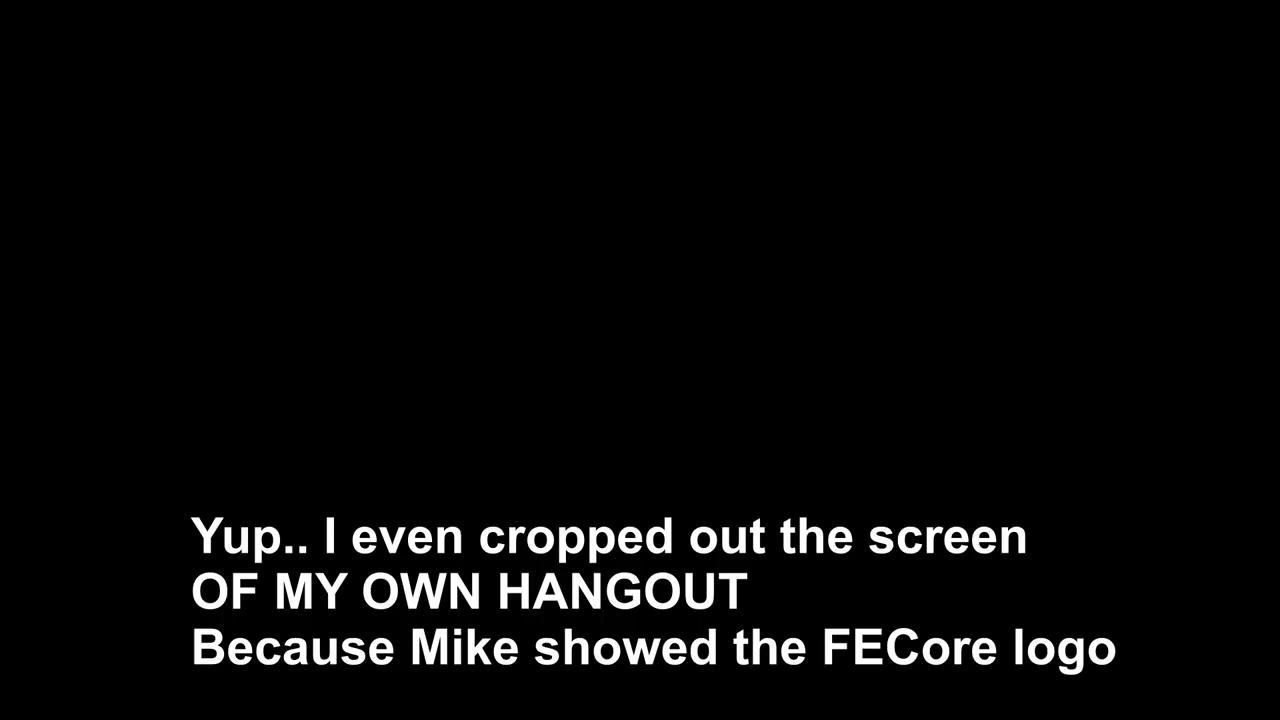 Yup.. I even cropped out the screen
OF MY OWN HANGOUT
Because Mike showed the FECore logo